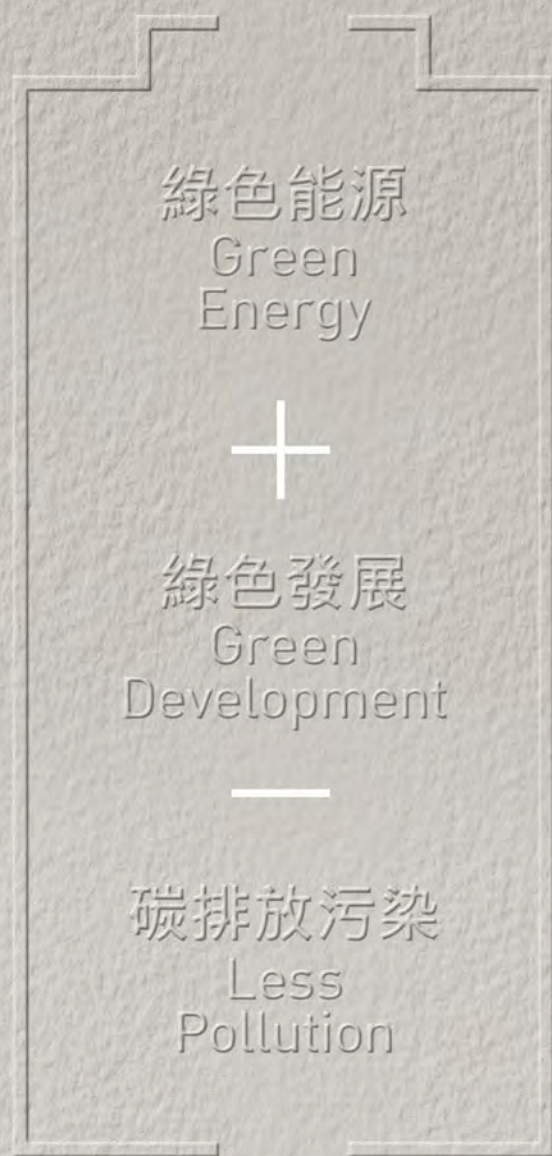 綠色能源
Green
Energy
+
綠色發展
Green
Development
—
碳排放污染
Less
Pollution